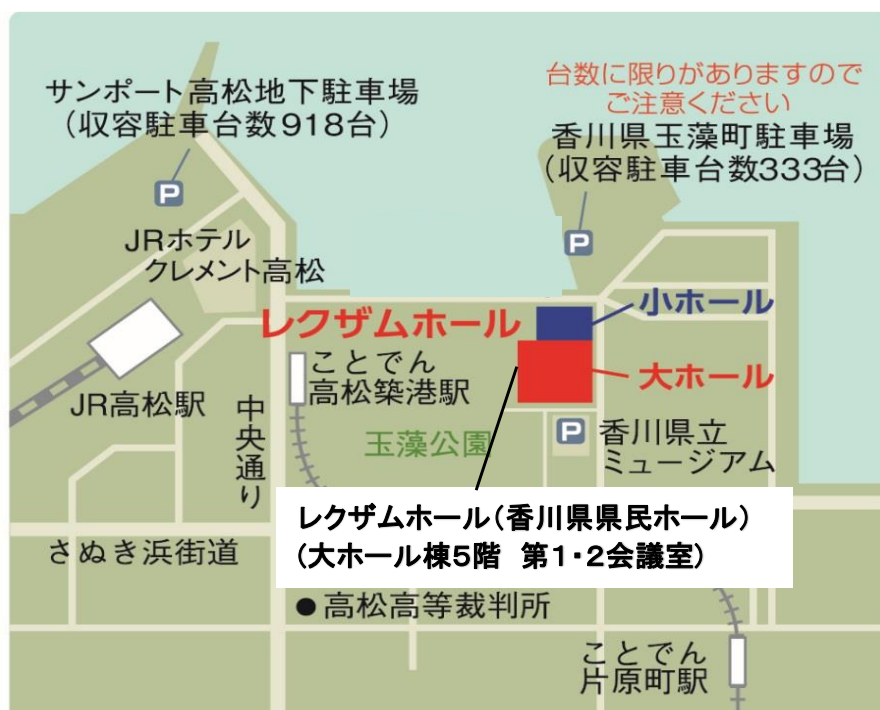 サンポート高松地下駐車場
（収容駐車台数918台）
台数に限りがありますので
ご注意ください
香川県玉藻町駐車場
（収容駐車台数333台）
P
P
JRホテル
クレメント高松
小ホール
レクザムホール
ことでん
高松築港駅
大ホール
JR高松駅
中央通り
玉藻公園
P
香川県立
ミュージアム
レクザムホール（香川県県民ホール）
（大ホール棟5階　第1・2会議室）
さぬき浜街道
●高松高等裁判所
ことでん
片原町駅